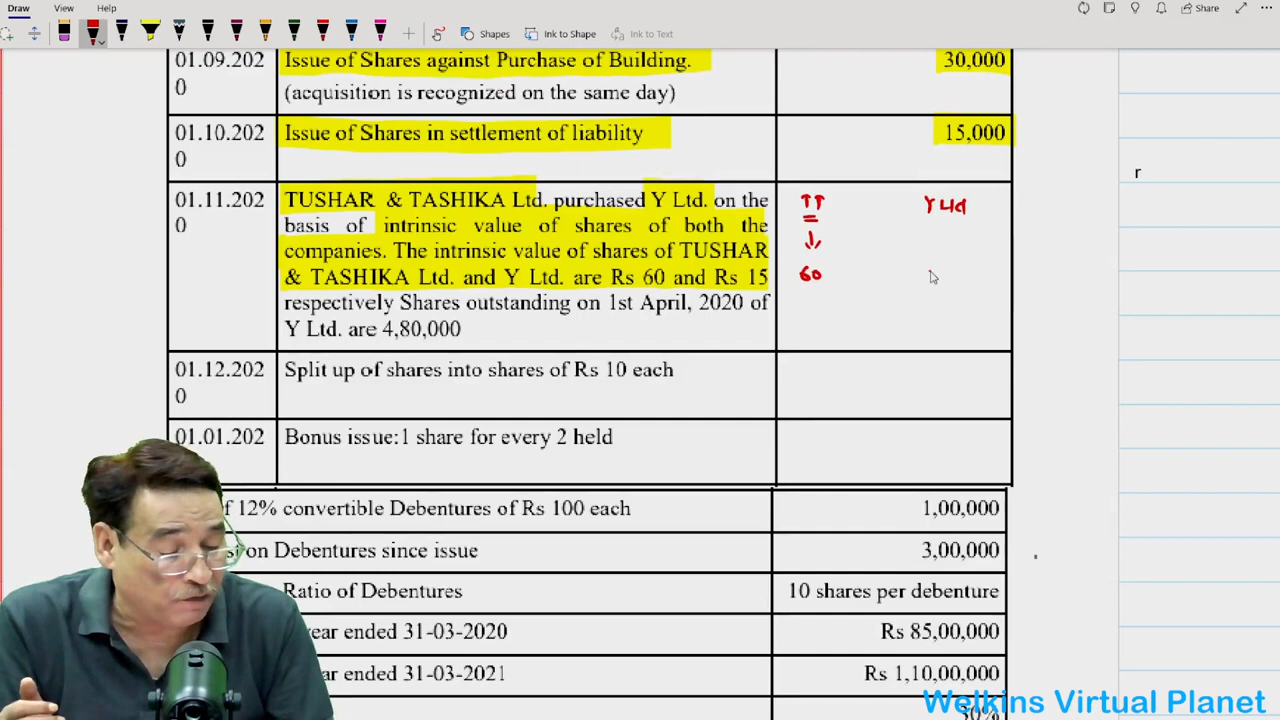 Draw View Help
Shapes Ink to Shape Ink to Text Share
01.09.202 Issue of Shares against Purchase of Building. 30,000
0 (acquisition is recognized on the same day)
01.10.202 Issue of Shares in settlement of liability 15,000
0
01.11.202 TUSHAR & TASHIKA Ltd. purchased Y Ltd. on the
0 basis of intrinsic value of shares of both the
companies. The intrinsic value of shares of TUSHAR
& TASHIKA Ltd. and Y Ltd. are Rs 60 and Rs 15
respectively Shares outstanding on 1st April, 2020 of
Y Ltd. are 4,80,000
TT Y Ltd
60
r
01.12.202 Split up of shares into shares of Rs 10 each
0
01.01.202 Bonus issue:1 share for every 2 held
of 12% convertible Debentures of Rs 100 each 1,00,000
on Debentures since issue 3,00,000
Ratio of Debentures 10 shares per debenture
ear ended 31-03-2020 Rs 85,00,000
ar ended 31-03-2021 Rs 1,10,00,000
30%
Welkins Virtual Planet